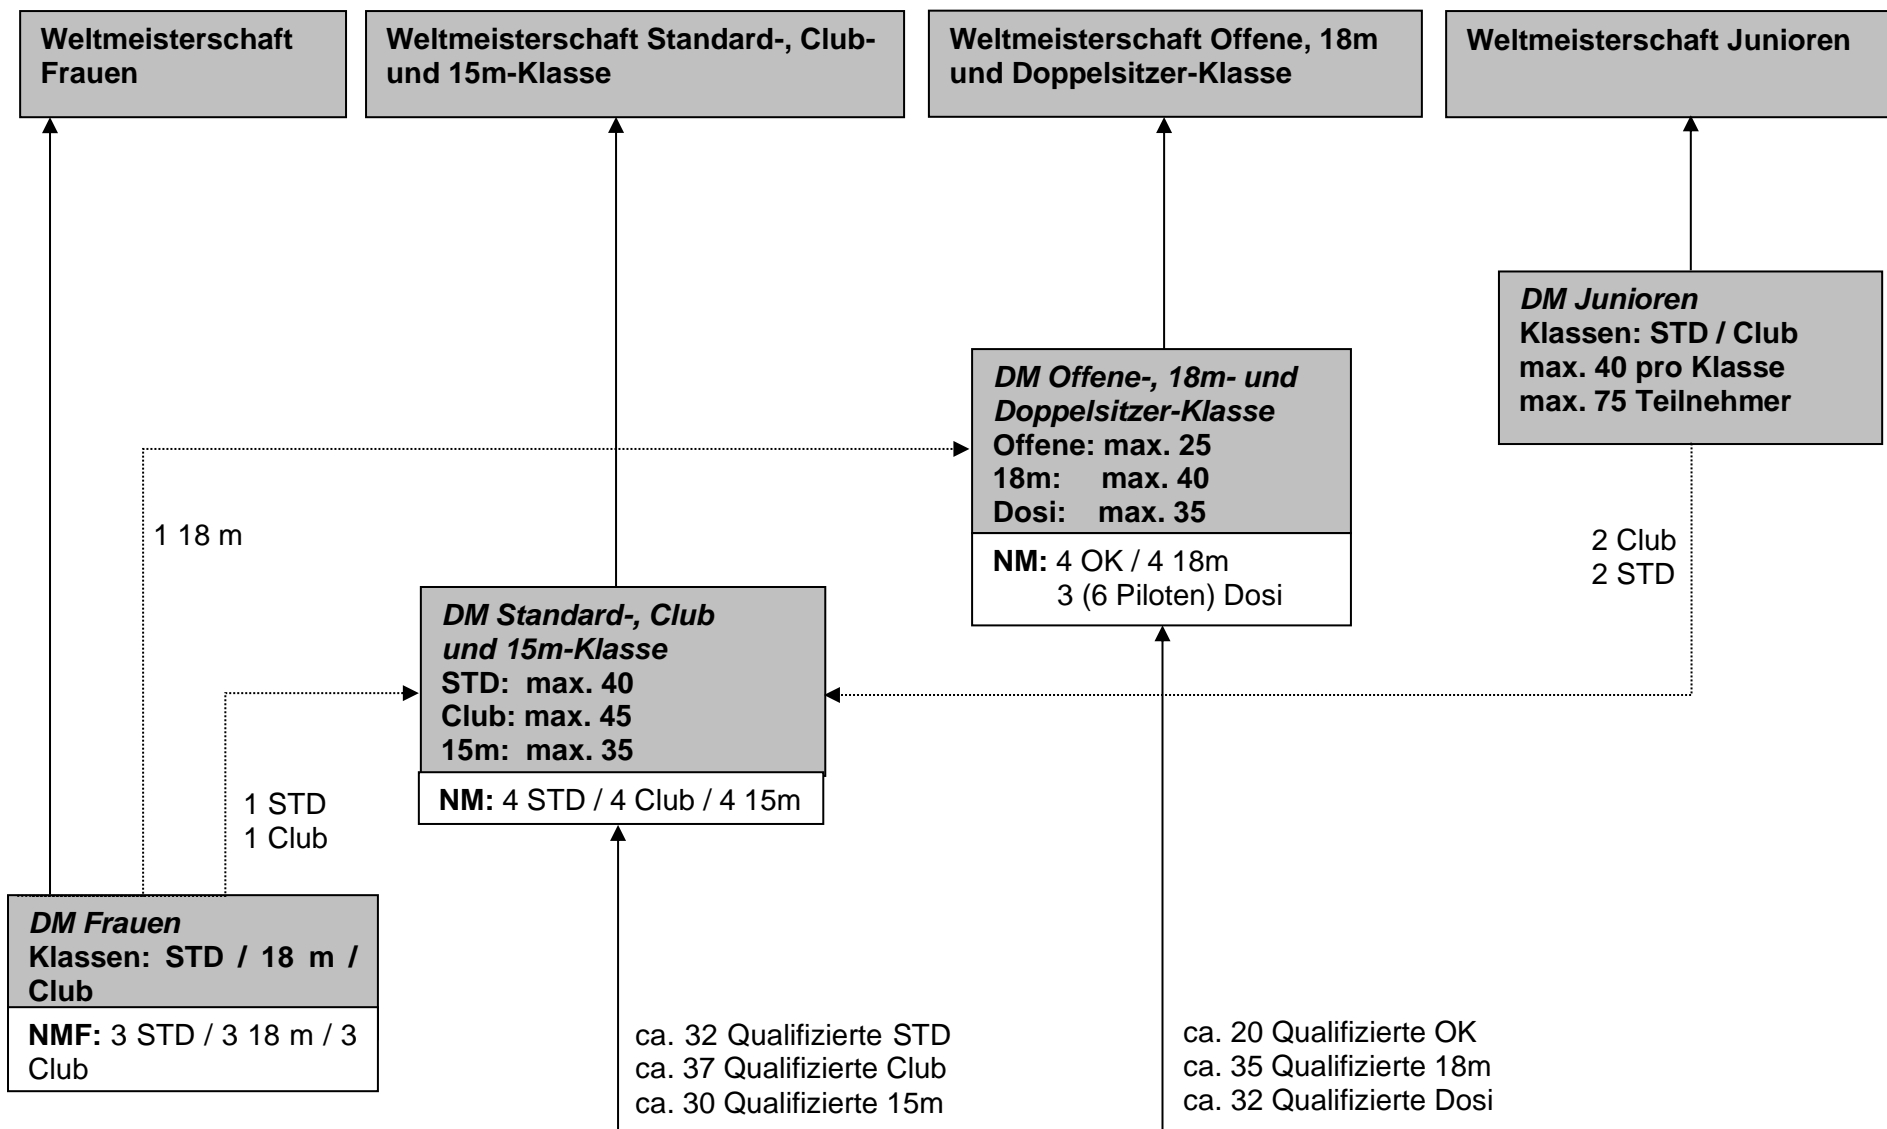 Weltmeisterschaft
Frauen
Weltmeisterschaft Standard-, Club-
und 15m-Klasse
Weltmeisterschaft Offene, 18m
und Doppelsitzer-Klasse
Weltmeisterschaft Junioren
DM Junioren
Klassen: STD / Club
max. 40 pro Klasse
max. 75 Teilnehmer
DM Offene-, 18m- und
Doppelsitzer-Klasse
Offene: max. 25
18m: max. 40
Dosi: max. 35
NM: 4 OK / 4 18m
3 (6 Piloten) Dosi
1 18 m
2 Club
2 STD
DM Standard-, Club
und 15m-Klasse
STD: max. 40
Club: max. 45
15m: max. 35
NM: 4 STD / 4 Club / 4 15m
1 STD
1 Club
DM Frauen
Klassen: STD / 18 m /
Club
NMF: 3 STD / 3 18 m / 3
Club
ca. 32 Qualifizierte STD
ca. 37 Qualifizierte Club
ca. 30 Qualifizierte 15m
ca. 20 Qualifizierte OK
ca. 35 Qualifizierte 18m
ca. 32 Qualifizierte Dosi